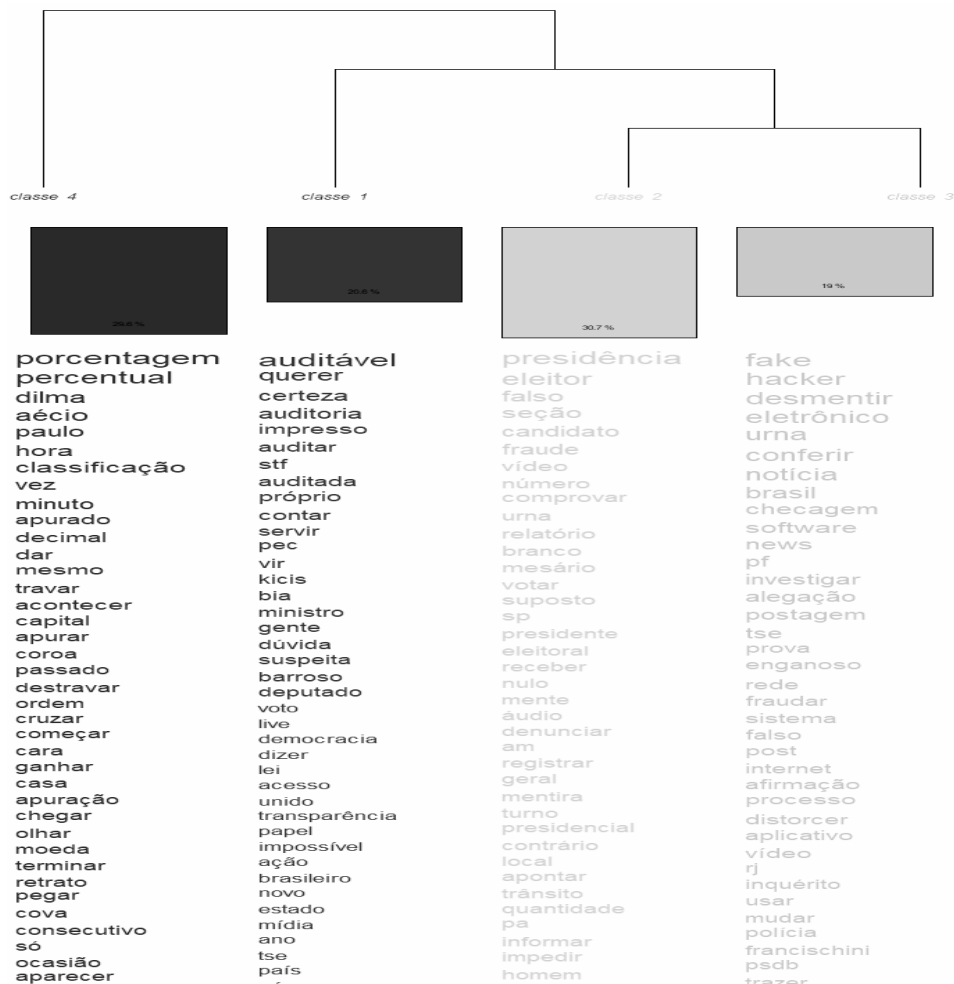 classe 4
classe 1
classe 2
classe 3
20.6 %
30.7 %
19 %
porcentagem
percentual
dilma
aécio
paulo
hora
classificação
vez
minuto
apurado
decimal
dar
mesmo
travar
acontecer
capital
apurar
coroa
passado
destravar
ordem
cruzar
começar
cara
ganhar
casa
apuração
chegar
olhar
moeda
terminar
retrato
pegar
cova
consecutivo
só
ocasião
aparecer
auditável
querer
certeza
auditoria
impresso
auditar
stf
auditada
próprio
contar
servir
pec
vir
kicis
bia
ministro
gente
dúvida
suspeita
barroso
deputado
voto
live
democracia
dizer
lei
acesso
unido
transparência
papel
impossível
ação
brasileiro
novo
estado
mídia
ano
tse
país
presidência
eleitor
falso
seção
candidato
fraude
vídeo
número
comprovar
urna
relatório
branco
mesário
votar
suposto
sp
presidente
eleitoral
receber
nulo
mente
áudio
denunciar
am
registrar
geral
mentira
turno
presidencial
contrário
local
apontar
trânsito
quantidade
pa
informar
impedir
homem
fake
hacker
desmentir
eletrônico
urna
conferir
notícia
brasil
checagem
software
news
pf
investigar
alegação
postagem
tse
prova
enganoso
rede
fraudar
sistema
falso
post
internet
afirmação
processo
distorcer
aplicativo
vídeo
rj
inquérito
usar
mudar
polícia
francischini
psdb
trazer